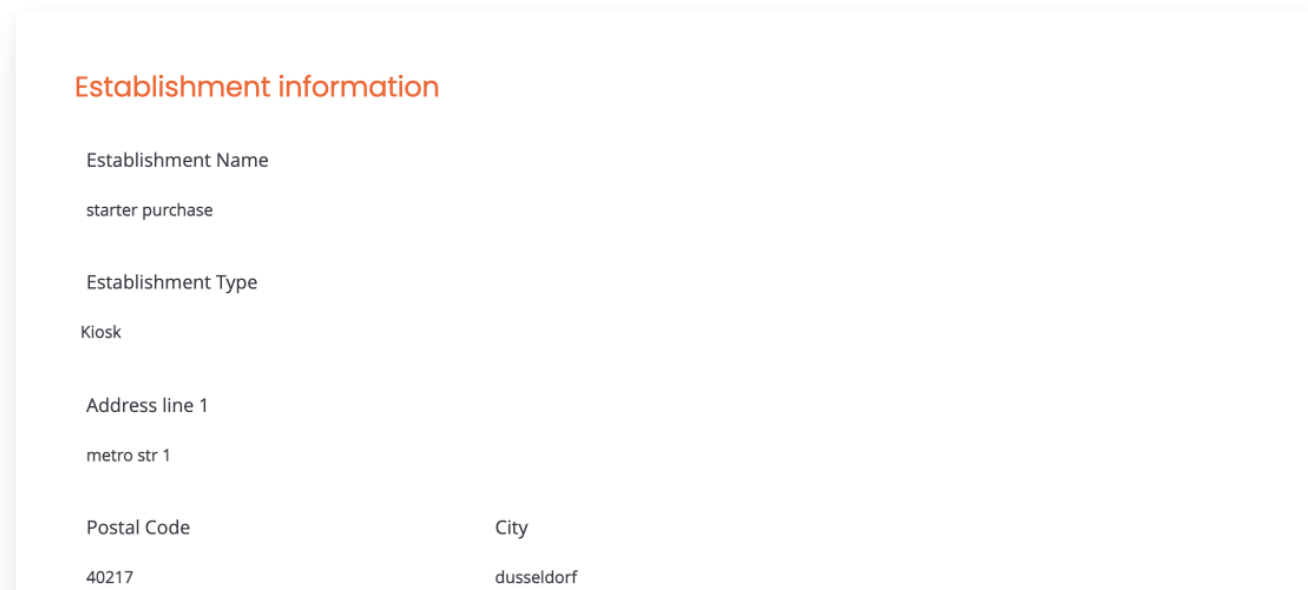 Establishment information
Establishment Name
starter purchase
Establishment Type
Kiosk
Address line 1
metro str 1
Postal Code City
40217 dusseldorf